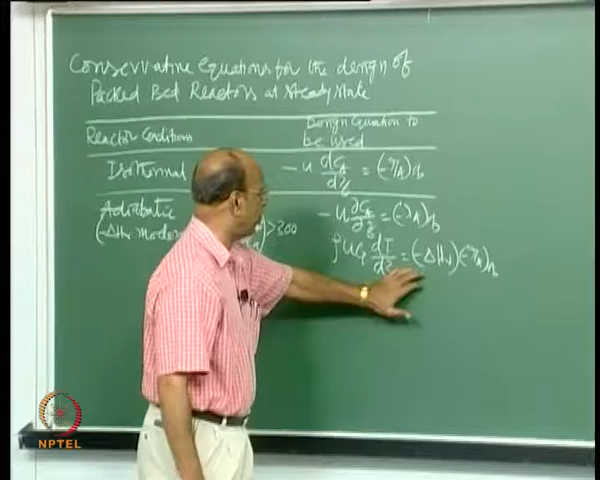 Conservative Equations for the design of
Packed Bed Reactors at Steady State
Reactor Conditions
Design Equation to
be used
Isothermal
- u dC_A/dz = (-r_A)_b
Adiabatic
- u ∂C_A/∂z = (-r_A)_b
(-ΔH_r
) > 300
ρ u C_p dT/dz = (-ΔH_r)(-r_A)_b
NPTEL